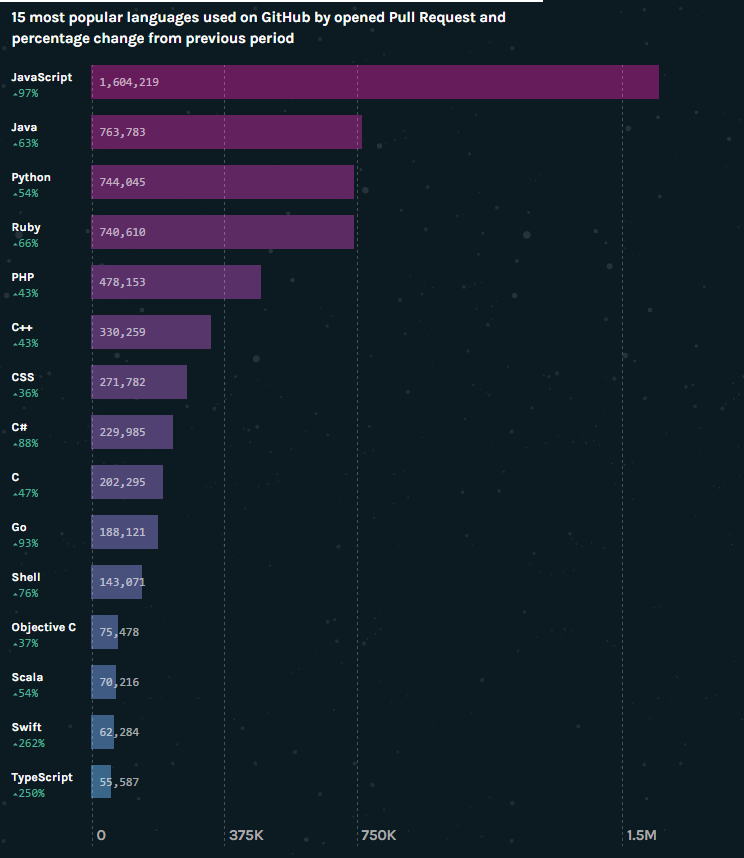 15 most popular languages used on GitHub by opened Pull Request and
percentage change from previous period
JavaScript 1,604,219
▲97%
Java 763,783
▲63%
Python 744,045
▲54%
Ruby 740,610
▲66%
PHP 478,153
▲43%
C++ 330,259
▲43%
CSS 271,782
▲36%
C# 229,985
▲88%
C 202,295
▲47%
Go 188,121
▲93%
Shell 143,071
▲76%
Objective C 75,478
▲37%
Scala 70,216
▲54%
Swift 62,284
▲262%
TypeScript 55,587
▲250%
0 375K 750K 1.5M